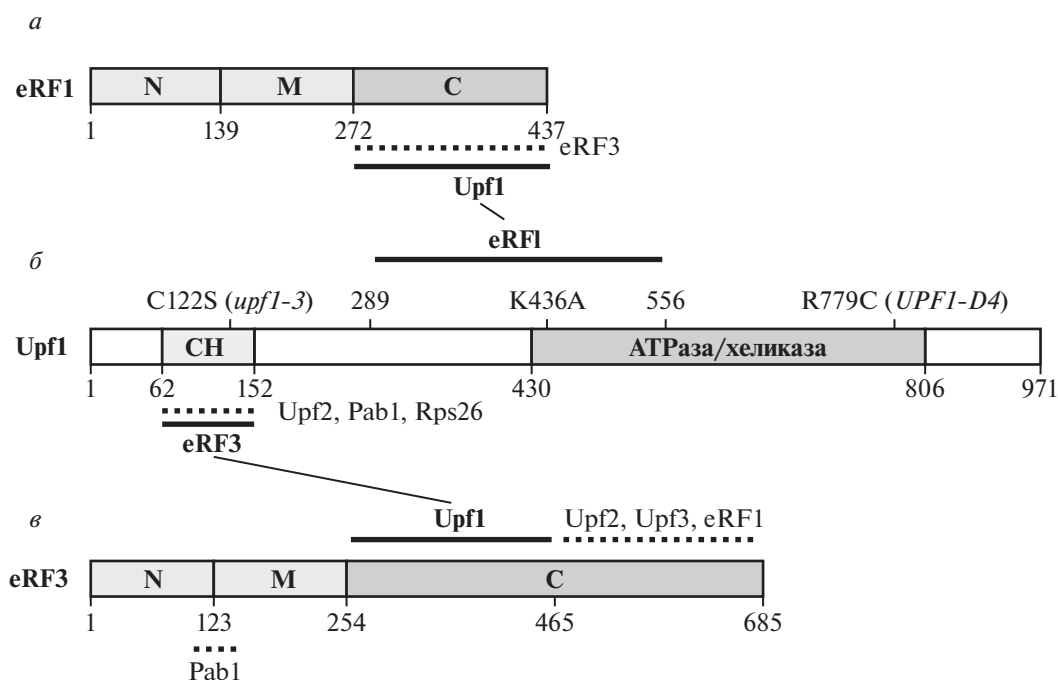 а
eRF1 N M C
1 139 272 437
eRF3
Upf1
eRFl
б
C122S (upf1-3) 289 K436A 556 R779C (UPF1-D4)
Upf1 CH АТРаза/хеликаза
1 62 152 430 806 971
Upf2, Pab1, Rps26
eRF3
в
Upf1 Upf2, Upf3, eRF1
eRF3 N M C
1 123 254 465 685
Pab1